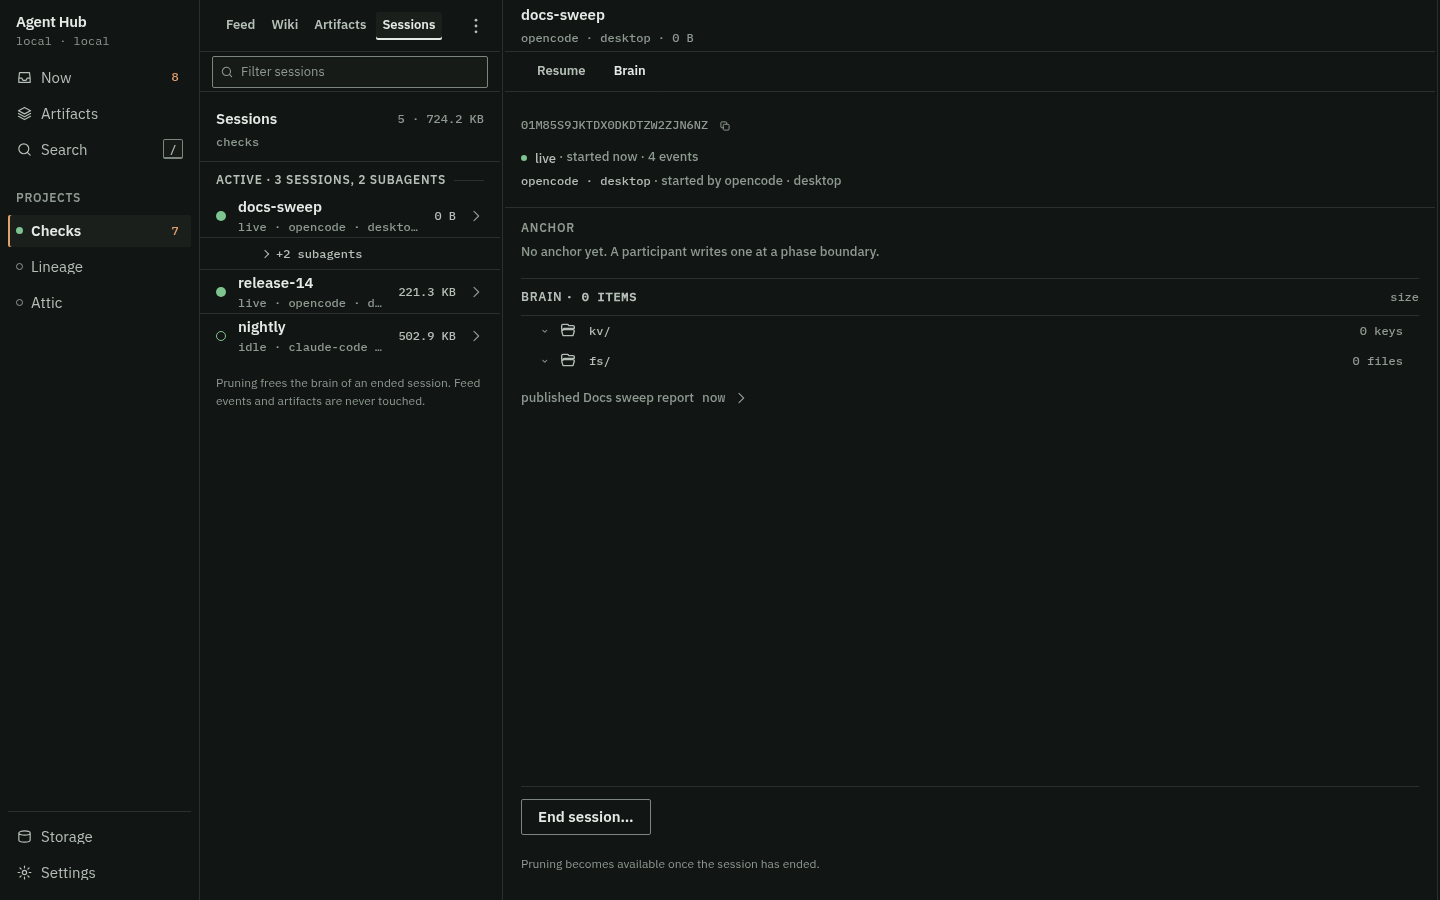 Agent Hub
local · local
Now 8
Artifacts
Search /
PROJECTS
Checks 7
Lineage
Attic
Storage
Settings
Feed Wiki Artifacts Sessions
Filter sessions
Sessions 5 · 724.2 KB
checks
ACTIVE · 3 SESSIONS, 2 SUBAGENTS
docs-sweep 0 B
live · opencode · deskto…
+2 subagents
release-14 221.3 KB
live · opencode · d…
nightly 502.9 KB
idle · claude-code …
Pruning frees the brain of an ended session. Feed
events and artifacts are never touched.
docs-sweep
opencode · desktop · 0 B
Resume Brain
01M85S9JKTDX0DKDTZW2ZJN6NZ
live · started now · 4 events
opencode · desktop · started by opencode · desktop
ANCHOR
No anchor yet. A participant writes one at a phase boundary.
BRAIN · 0 ITEMS size
kv/ 0 keys
fs/ 0 files
published Docs sweep report now
End session…
Pruning becomes available once the session has ended.